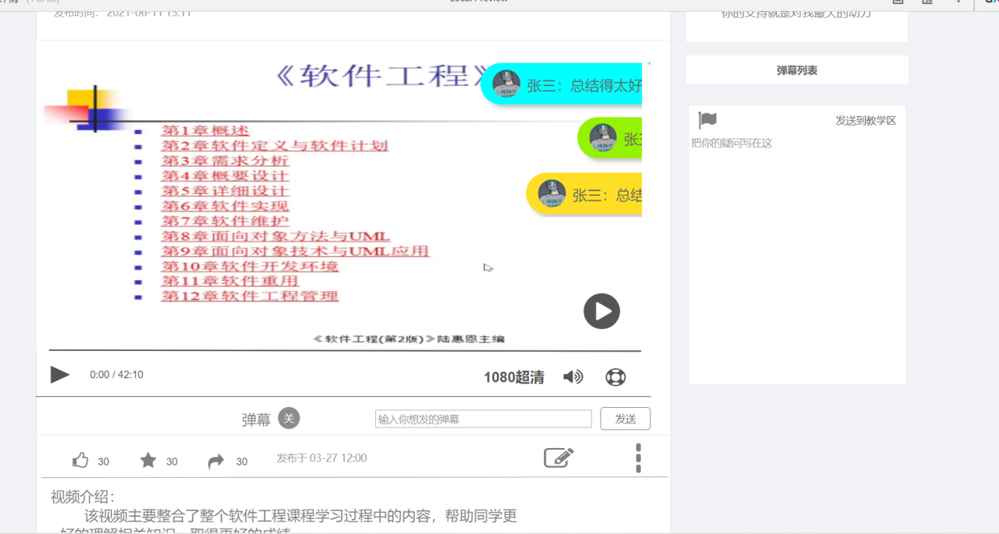 Local Preview
发布时间： 2021-06-11 13:11
你的支持就是对我最大的动力
弹幕列表
《软件工程》
张三：总结得太好
张三
张三：总结
第1章概述
第2章软件定义与软件计划
第3章需求分析
第4章概要设计
第5章详细设计
第6章软件实现
第7章软件维护
第8章面向对象方法与UML
第9章面向对象技术与UML应用
第10章软件开发环境
第11章软件重用
第12章软件工程管理
《软件工程(第2版)》陆惠恩主编
发送到教学区
把你的疑问写在这
0:00 / 42:10
1080超清
弹幕 关
输入你想发的弹幕
发送
30 30 30 发布于 03-27 12:00
视频介绍：
该视频主要整合了整个软件工程课程学习过程中的内容，帮助同学更
好的理解相关知识，取得更好的成绩